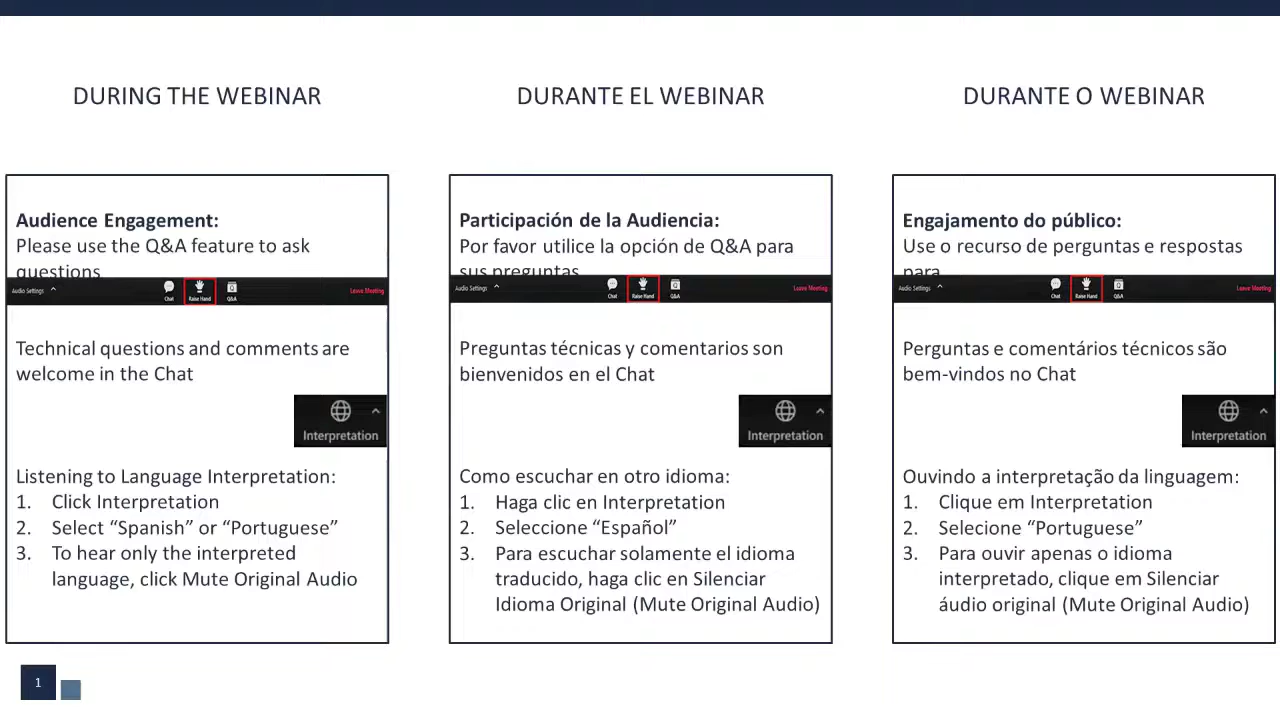 DURING THE WEBINAR
Audience Engagement:
Please use the Q&A feature to ask
questions
Audio Settings
Chat
Raise Hand
Q&A
Leave Meeting
Technical questions and comments are
welcome in the Chat
Interpretation
Listening to Language Interpretation:
1. Click Interpretation
2. Select “Spanish” or “Portuguese”
3. To hear only the interpreted
language, click Mute Original Audio
DURANTE EL WEBINAR
Participación de la Audiencia:
Por favor utilice la opción de Q&A para
sus preguntas
Audio Settings
Chat
Raise Hand
Q&A
Leave Meeting
Preguntas técnicas y comentarios son
bienvenidos en el Chat
Interpretation
Como escuchar en otro idioma:
1. Haga clic en Interpretation
2. Seleccione “Español”
3. Para escuchar solamente el idioma
traducido, haga clic en Silenciar
Idioma Original (Mute Original Audio)
DURANTE O WEBINAR
Engajamento do público:
Use o recurso de perguntas e respostas
para
Audio Settings
Chat
Raise Hand
Q&A
Leave Meeting
Perguntas e comentários técnicos são
bem-vindos no Chat
Interpretation
Ouvindo a interpretação da linguagem:
1. Clique em Interpretation
2. Selecione “Portuguese”
3. Para ouvir apenas o idioma
interpretado, clique em Silenciar
áudio original (Mute Original Audio)
1